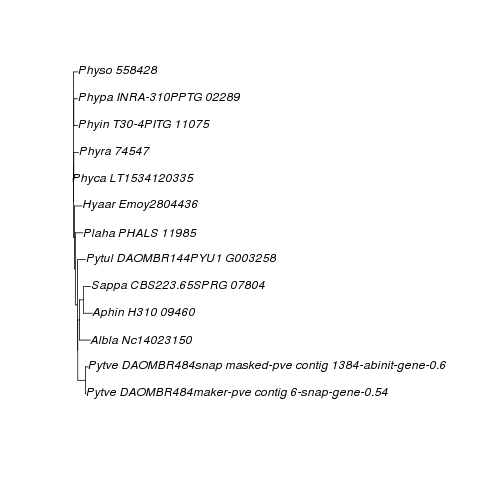 Physo 558428
Phypa INRA-310PPTG 02289
Phyin T30-4PITG 11075
Phyra 74547
Phyca LT1534120335
Hyaar Emoy2804436
Plaha PHALS 11985
Pytul DAOMBR144PYU1 G003258
Sappa CBS223.65SPRG 07804
Aphin H310 09460
Albla Nc14023150
Pytve DAOMBR484snap masked-pve contig 1384-abinit-gene-0.6
Pytve DAOMBR484maker-pve contig 6-snap-gene-0.54